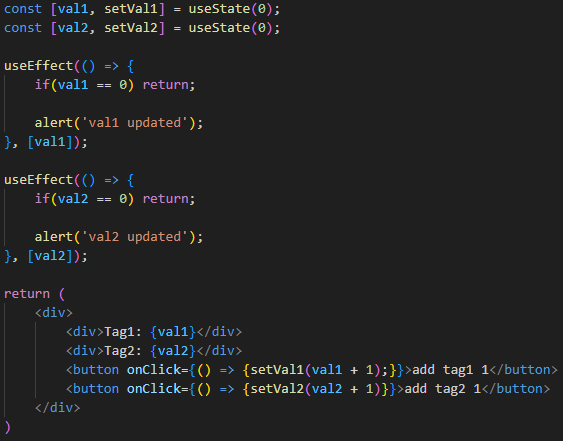 const [val1, setVal1] = useState(0);
const [val2, setVal2] = useState(0);
useEffect(() => {
if(val1 == 0) return;
alert('val1 updated');
}, [val1]);
useEffect(() => {
if(val2 == 0) return;
alert('val2 updated');
}, [val2]);
return (
<div>
<div>Tag1: {val1}</div>
<div>Tag2: {val2}</div>
<button onClick={() => {setVal1(val1 + 1);}}>add tag1 1</button>
<button onClick={() => {setVal2(val2 + 1)}}>add tag2 1</button>
</div>
)